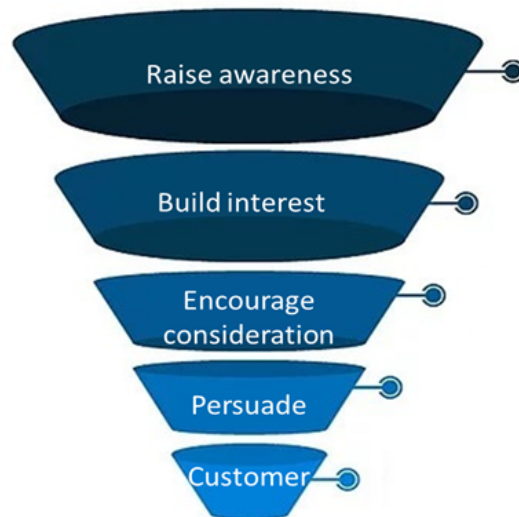 Raise awareness
Build interest
Encourage
consideration
Persuade
Customer